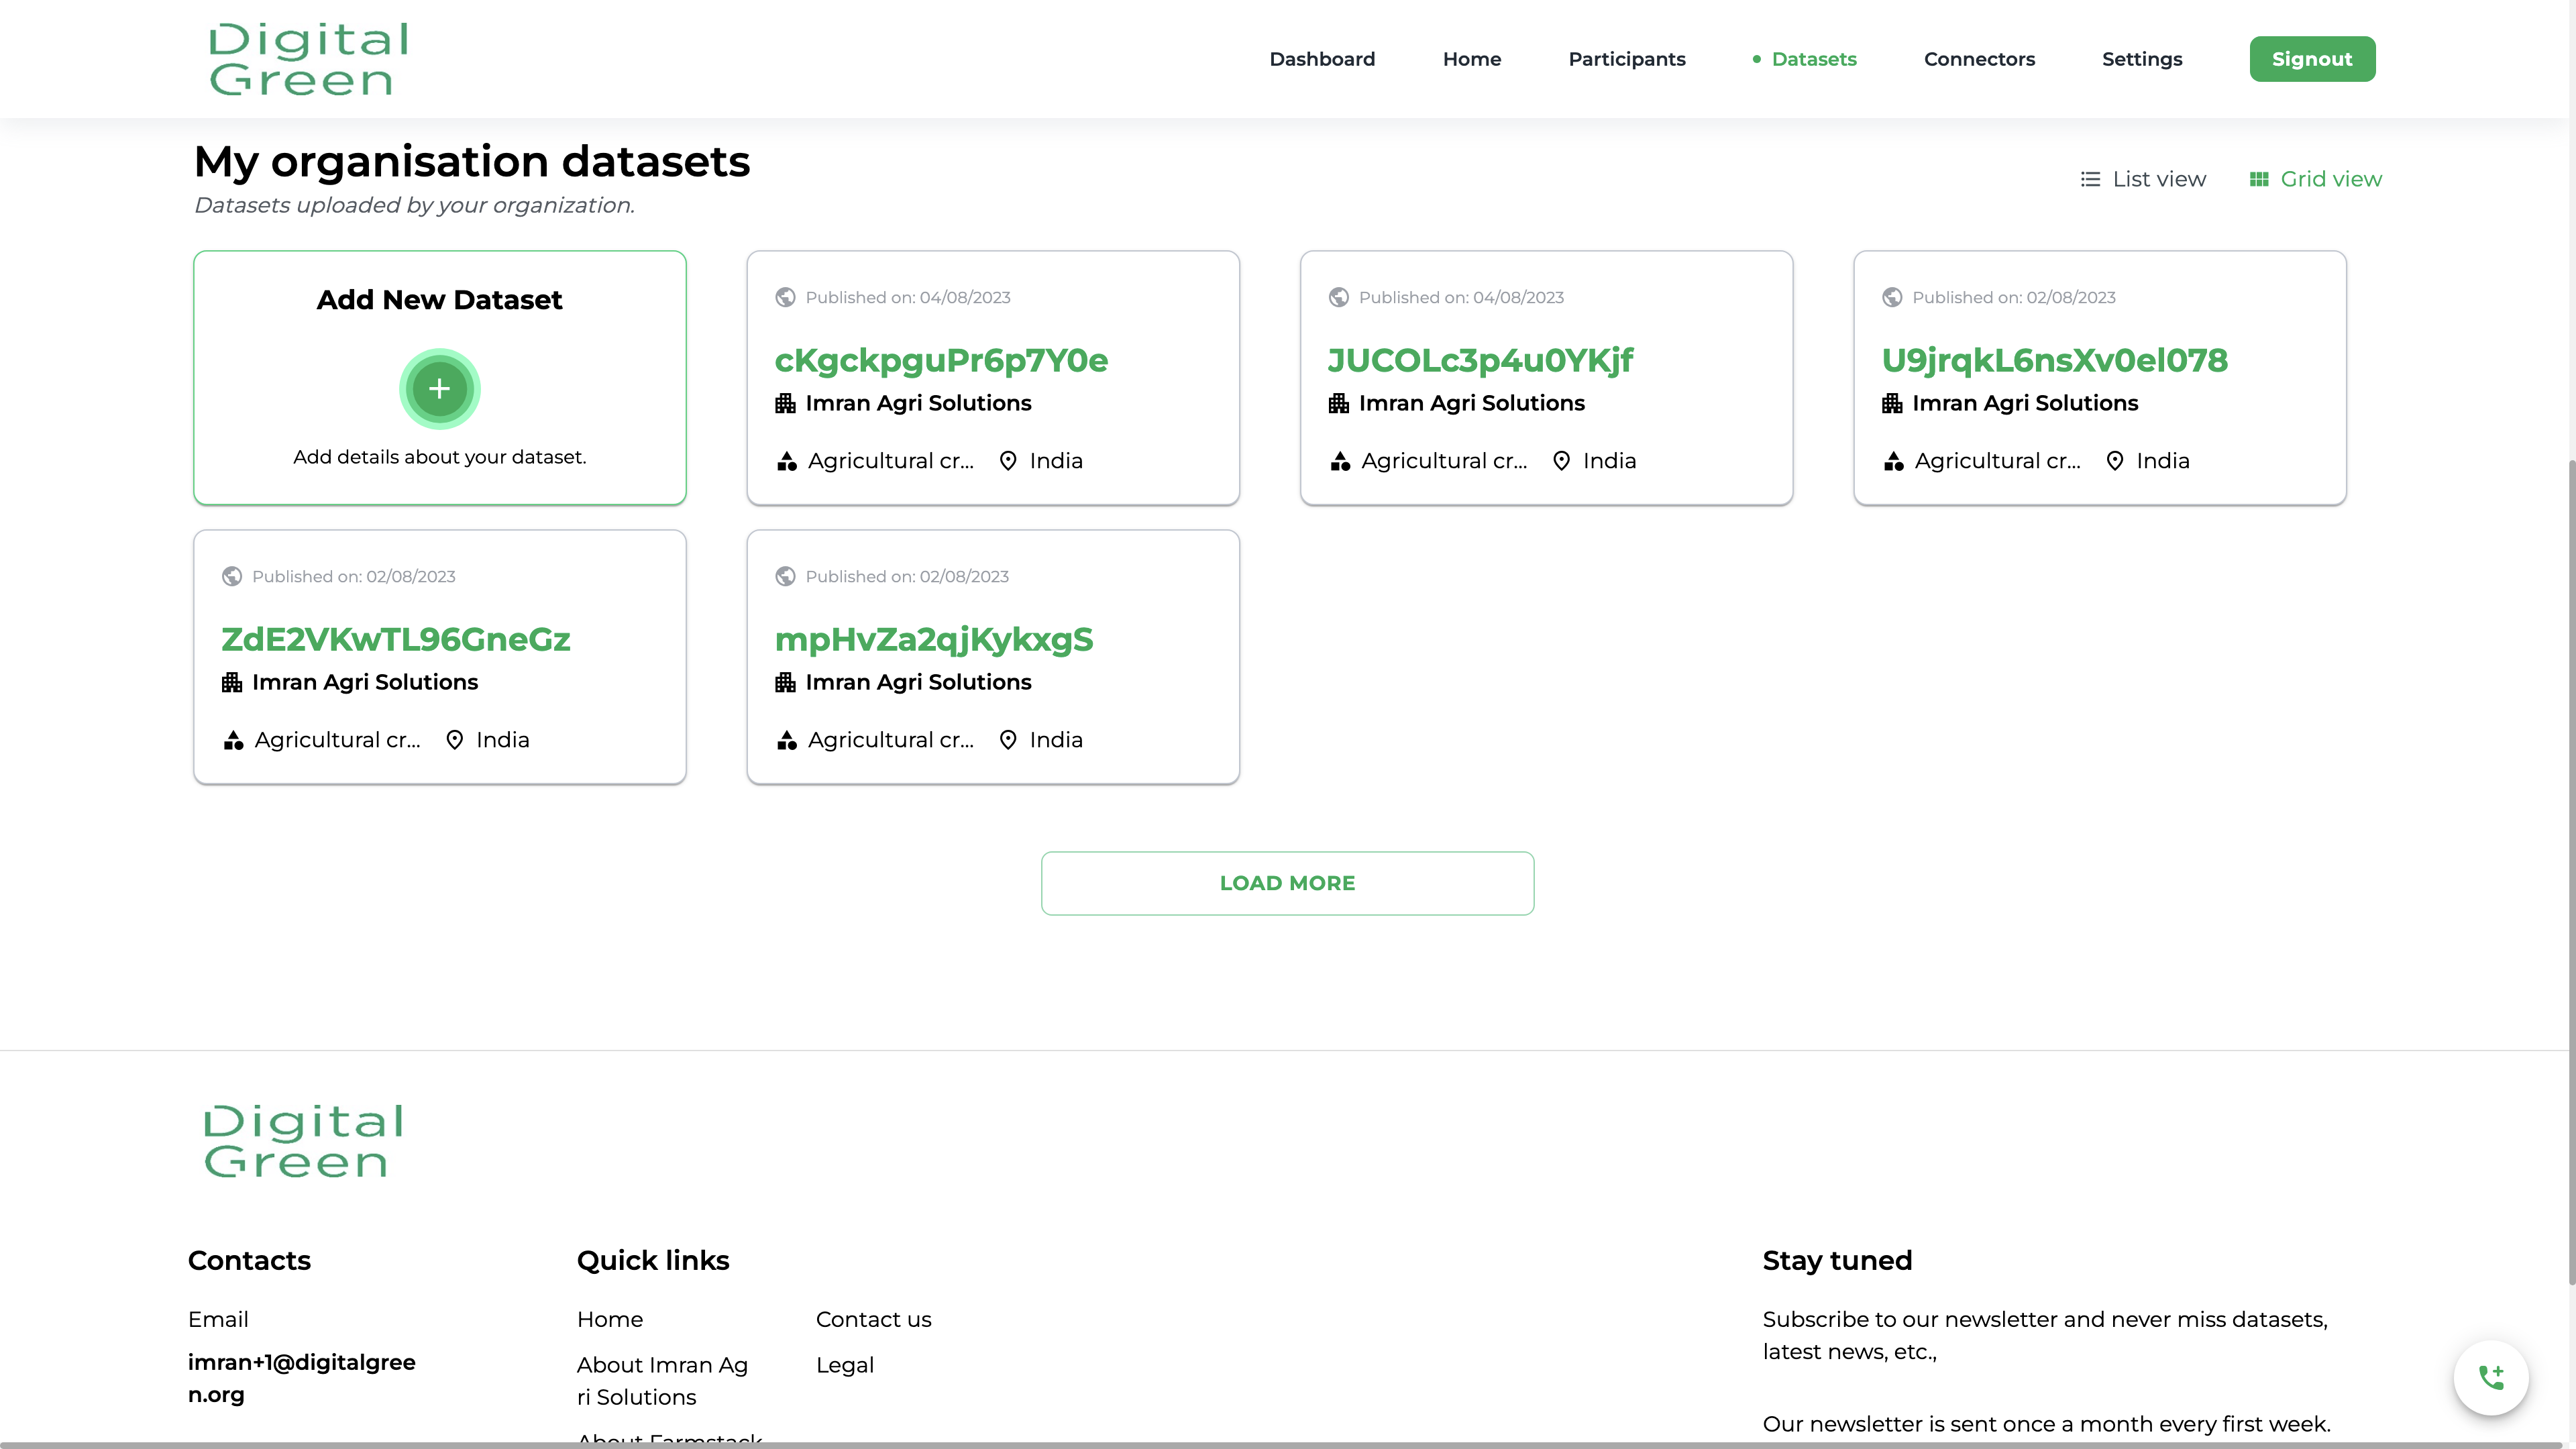 Digital
Green
Dashboard
Home
Participants
Datasets
Connectors
Settings
Signout
My organisation datasets
Datasets uploaded by your organization.
List view
Grid view
Add New Dataset
Add details about your dataset.
Published on: 04/08/2023
cKgckpguPr6p7Y0e
Imran Agri Solutions
Agricultural cr...
India
Published on: 04/08/2023
JUCOLc3p4u0YKjf
Imran Agri Solutions
Agricultural cr...
India
Published on: 02/08/2023
U9jrqkL6nsXv0el078
Imran Agri Solutions
Agricultural cr...
India
Published on: 02/08/2023
ZdE2VKwTL96GneGz
Imran Agri Solutions
Agricultural cr...
India
Published on: 02/08/2023
mpHvZa2qjKykxgS
Imran Agri Solutions
Agricultural cr...
India
LOAD MORE
Digital
Green
Contacts
Email
imran+1@digitalgree
n.org
Quick links
Home
About Imran Ag
ri Solutions
About Farmstack
Contact us
Legal
Stay tuned
Subscribe to our newsletter and never miss datasets,
latest news, etc.,
Our newsletter is sent once a month every first week.